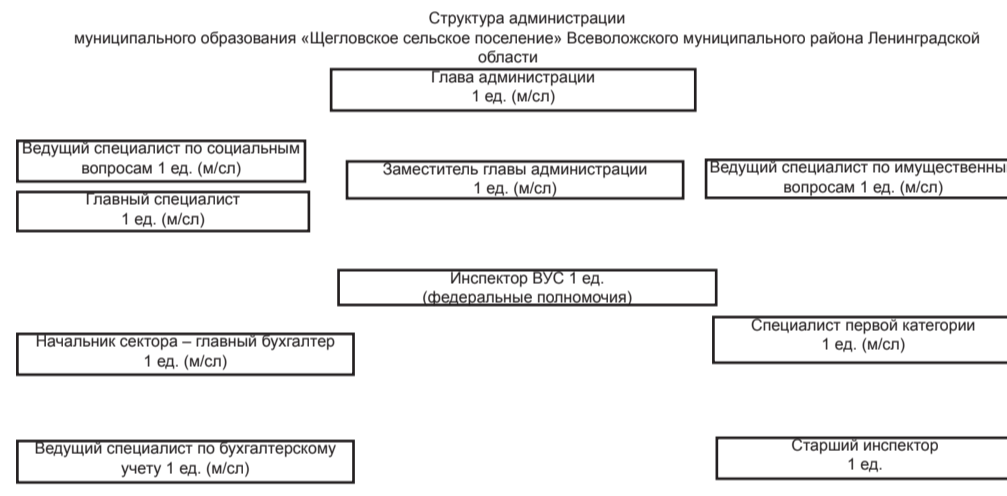 Структура администрации
муниципального образования «Щегловское сельское поселение» Всеволожского муниципального района Ленинградской
области
Глава администрации
1 ед. (м/сл)
Ведущий специалист по социальным
вопросам 1 ед. (м/сл)
Заместитель главы администрации
1 ед. (м/сл)
Ведущий специалист по имущественны
вопросам 1 ед. (м/сл)
Главный специалист
1 ед. (м/сл)
Инспектор ВУС 1 ед.
(федеральные полномочия)
Начальник сектора – главный бухгалтер
1 ед. (м/сл)
Специалист первой категории
1 ед. (м/сл)
Ведущий специалист по бухгалтерскому
учету 1 ед. (м/сл)
Старший инспектор
1 ед.